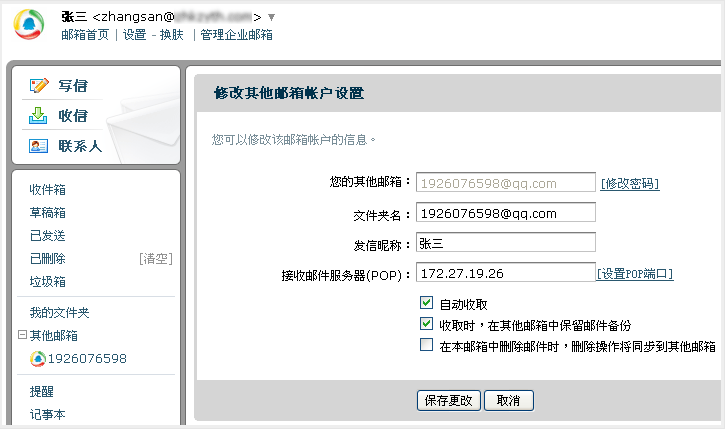 张三 <zhangsan@
邮箱首页 | 设置 - 换肤 | 管理企业邮箱
写信
收信
联系人
收件箱
草稿箱
已发送
已删除 [清空]
垃圾箱
我的文件夹
其他邮箱
1926076598
提醒
记事本
修改其他邮箱帐户设置
您可以修改该邮箱帐户的信息。
您的其他邮箱： 1926076598@qq.com [修改密码]
文件夹名： 1926076598@qq.com
发信昵称： 张三
接收邮件服务器(POP)： 172.27.19.26 [设置POP端口]
自动收取
收取时，在其他邮箱中保留邮件备份
在本邮箱中删除邮件时，删除操作将同步到其他邮箱
保存更改 取消